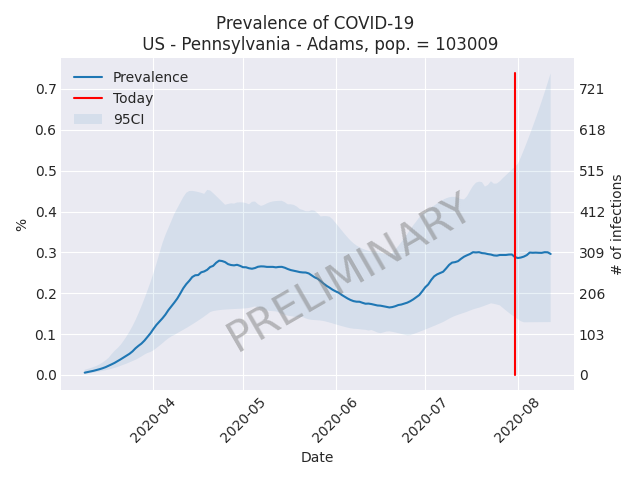 Prevalence of COVID-19
US - Pennsylvania - Adams, pop. = 103009
Prevalence
Today
95CI
PRELIMINARY
%
0.7
0.6
0.5
0.4
0.3
0.2
0.1
0.0
721
618
515
412
309
206
103
0
# of infections
2020-04
2020-05
2020-06
2020-07
2020-08
Date